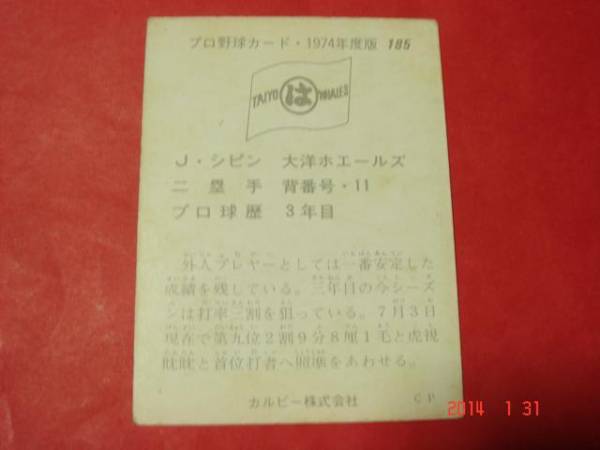 プロ野球カード・1974年度版 185
TAIYO は WHALES
J・シピン 大洋ホエールズ
二塁手 背番号・11
プロ球歴 3年目
外人プレヤーとしては一番安定した
成績を残している。三年目の今シーズ
ンは打率三割を狙っている。7月3日
現在で第九位2割9分8厘1毛と虎視
眈眈と首位打者へ照準をあわせる。
カルビー株式会社
C P
2014 1 31